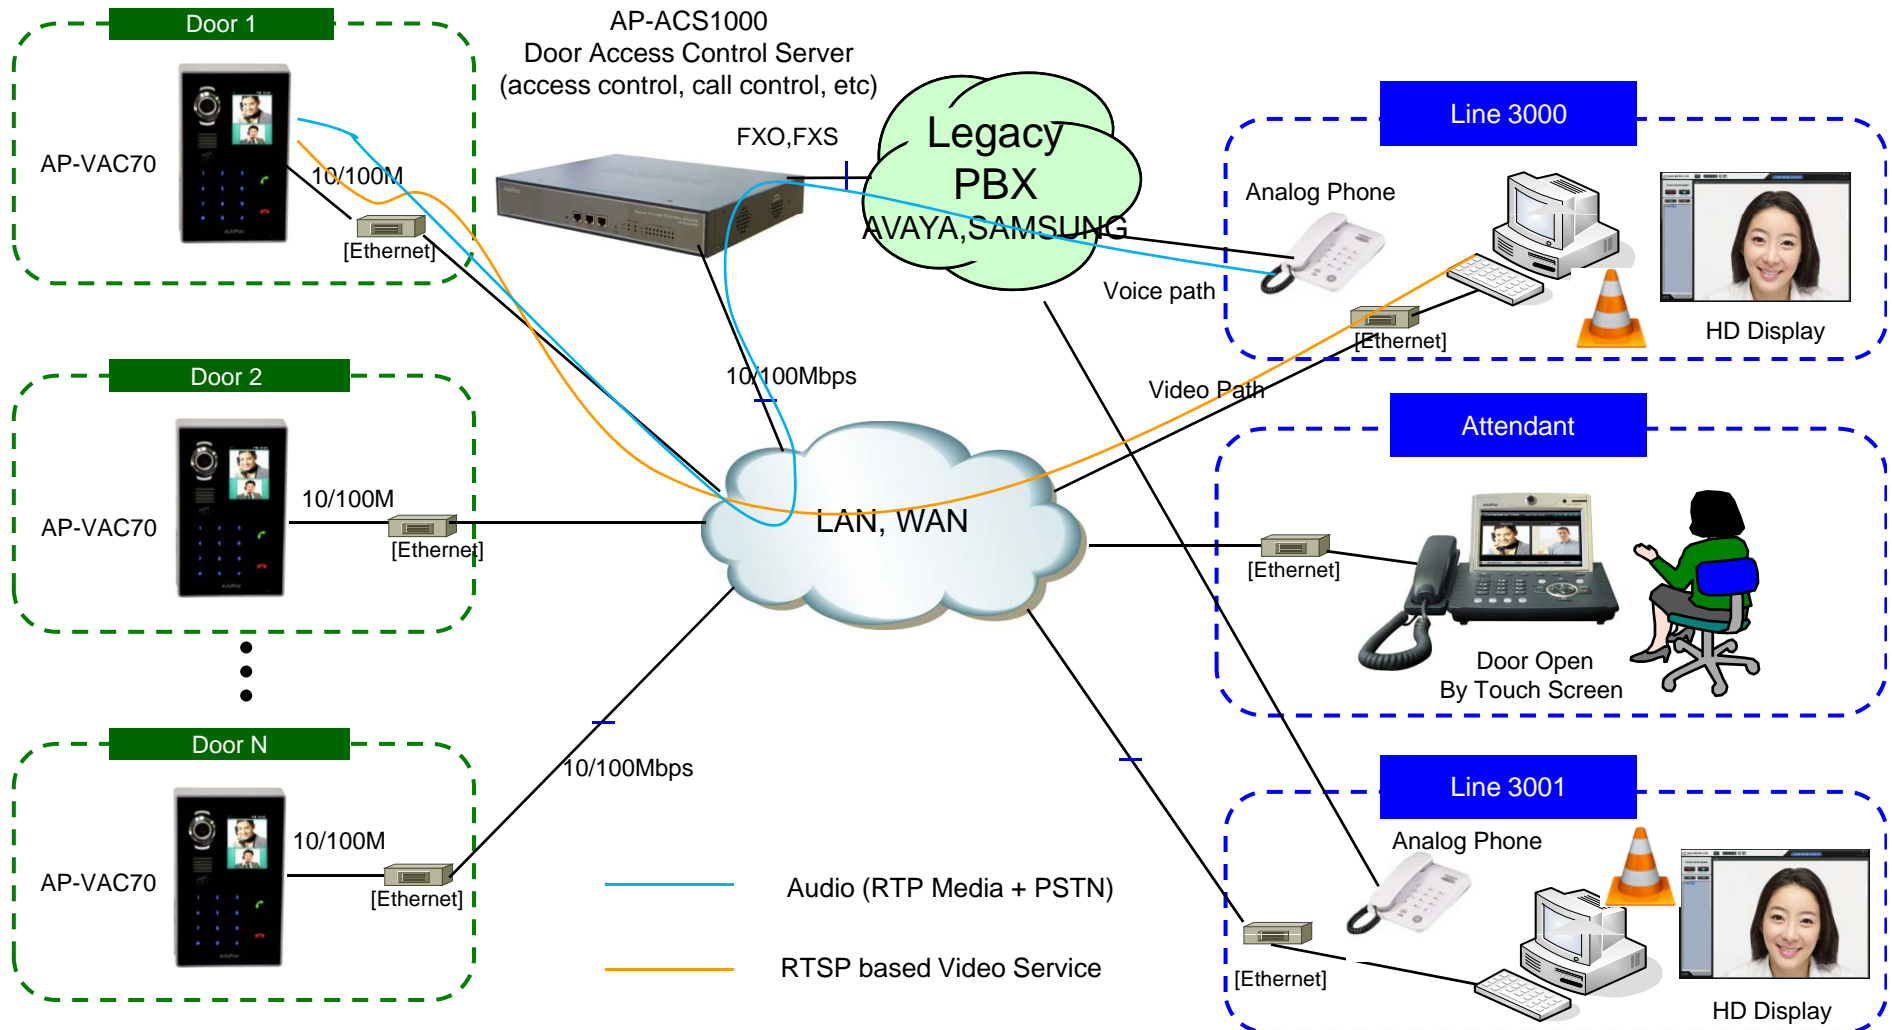 Door 1
AP-VAC70
10/100M
[Ethernet]
AP-ACS1000
Door Access Control Server
(access control, call control, etc)
FXO,FXS
Legacy
PBX
AVAYA,SAMSUNG
10/100Mbps
Line 3000
Analog Phone
Voice path
[Ethernet]
HD Display
Video Path
Door 2
AP-VAC70
10/100M
[Ethernet]
LAN, WAN
Attendant
[Ethernet]
Door Open
By Touch Screen
Door N
AP-VAC70
10/100M
[Ethernet]
10/100Mbps
Line 3001
Analog Phone
[Ethernet]
HD Display
Audio (RTP Media + PSTN)
RTSP based Video Service